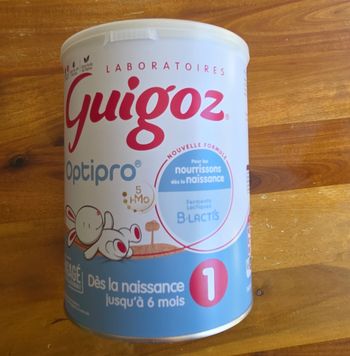 LABORATOIRES
Guigoz®
Optipro®
5
HMO
NOUVELLE FORMULE
Pour les
nourrissons
dès la naissance
Ferments
Lactiques
B.LACTIS
Dès la naissance
jusqu'à 6 mois
1